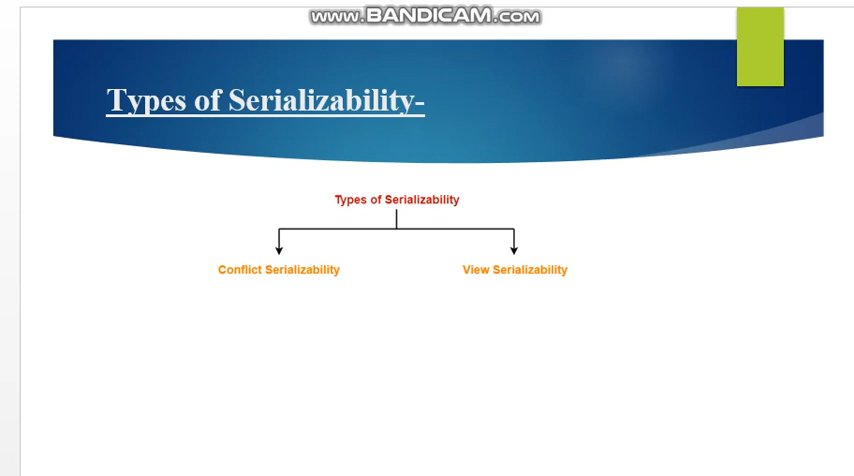 www.BANDICAM.com
Types of Serializability-
Types of Serializability
Conflict Serializability
View Serializability